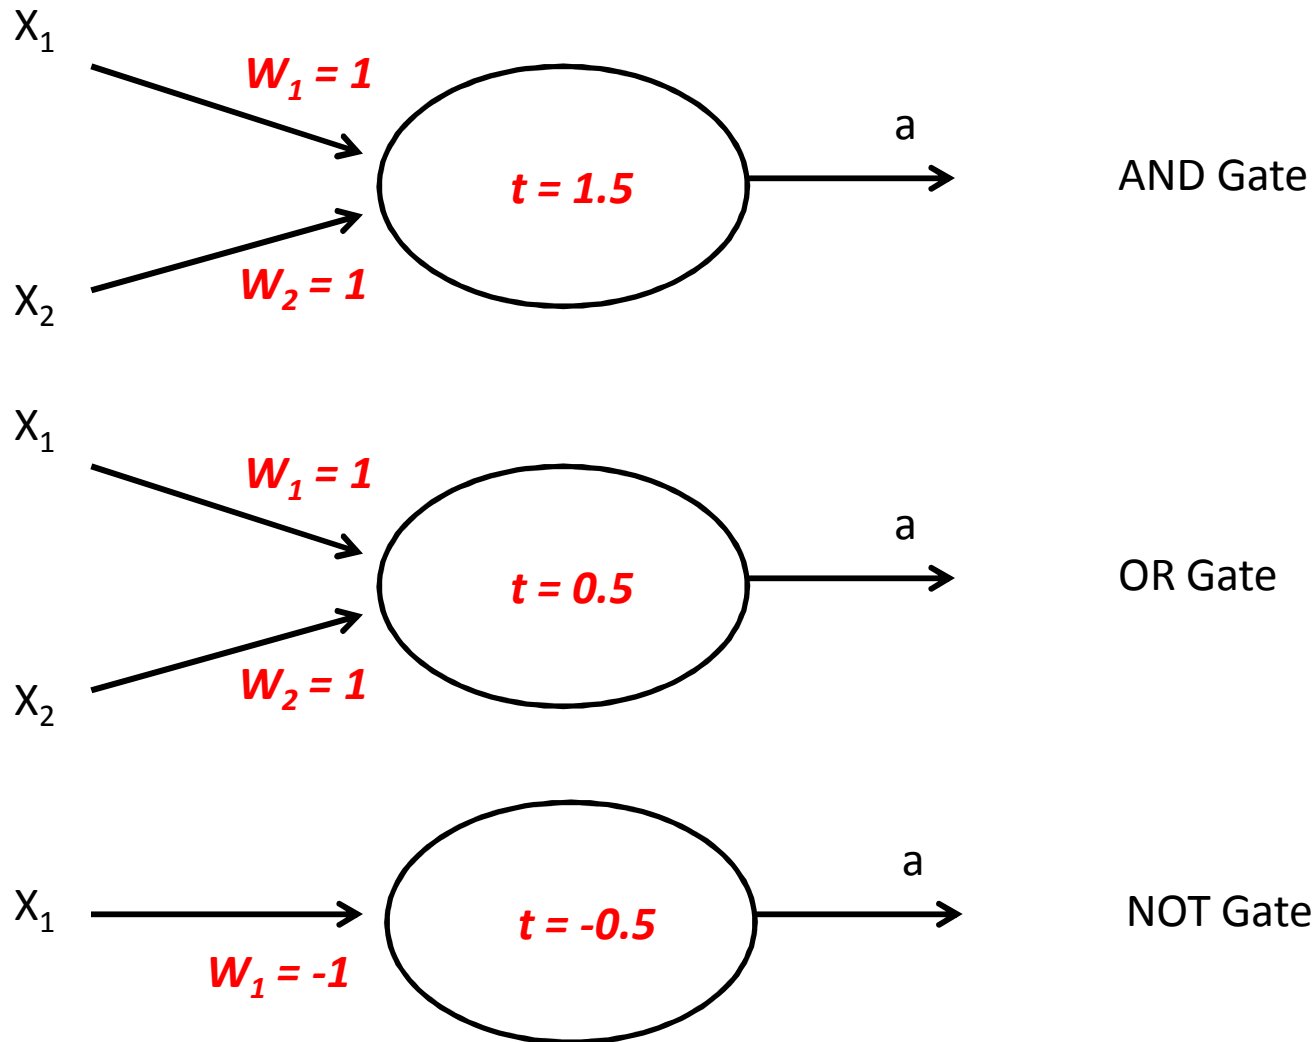 X₁
W₁ = 1
a
t = 1.5
AND Gate
W₂ = 1
X₂
X₁
W₁ = 1
a
t = 0.5
OR Gate
W₂ = 1
X₂
a
X₁
t = -0.5
NOT Gate
W₁ = -1